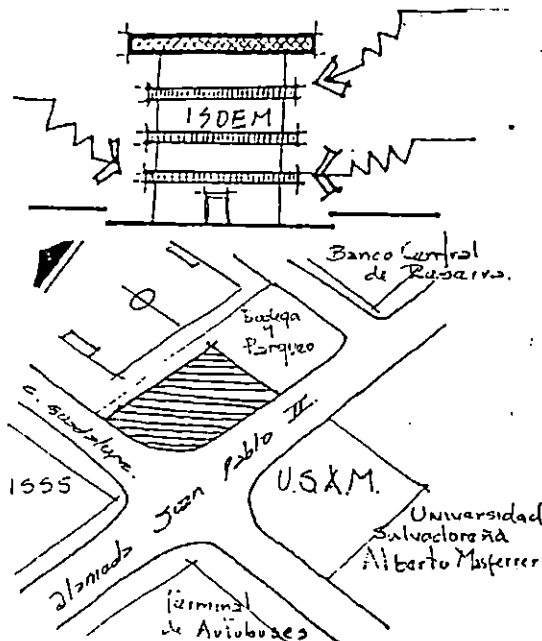 ISDEM
Banco Central
de Reserva.
Bodega
y
Parqueo
c. Guadalupe.
alameda Juan Pablo II.
ISSS
U.S.A.M.
Universidad
Salvadoreña
Alberto Masferrer
Terminal
de Autobuses